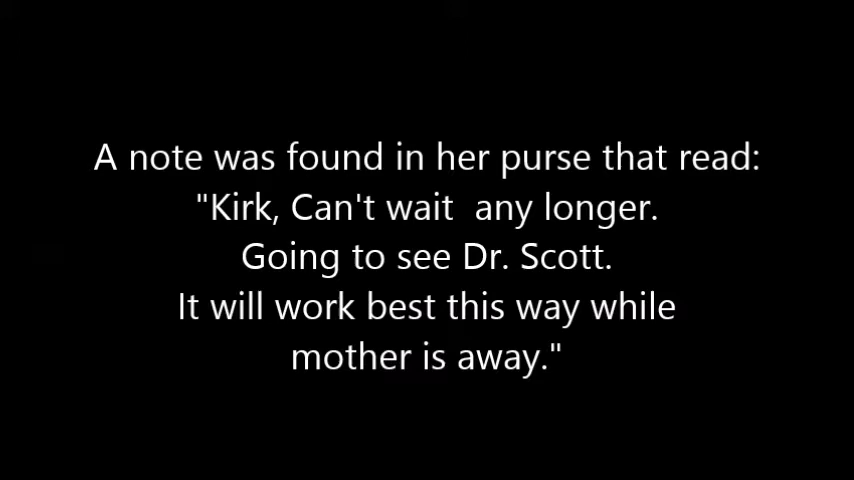 A note was found in her purse that read:
"Kirk, Can't wait  any longer.
Going to see Dr. Scott.
It will work best this way while
mother is away."